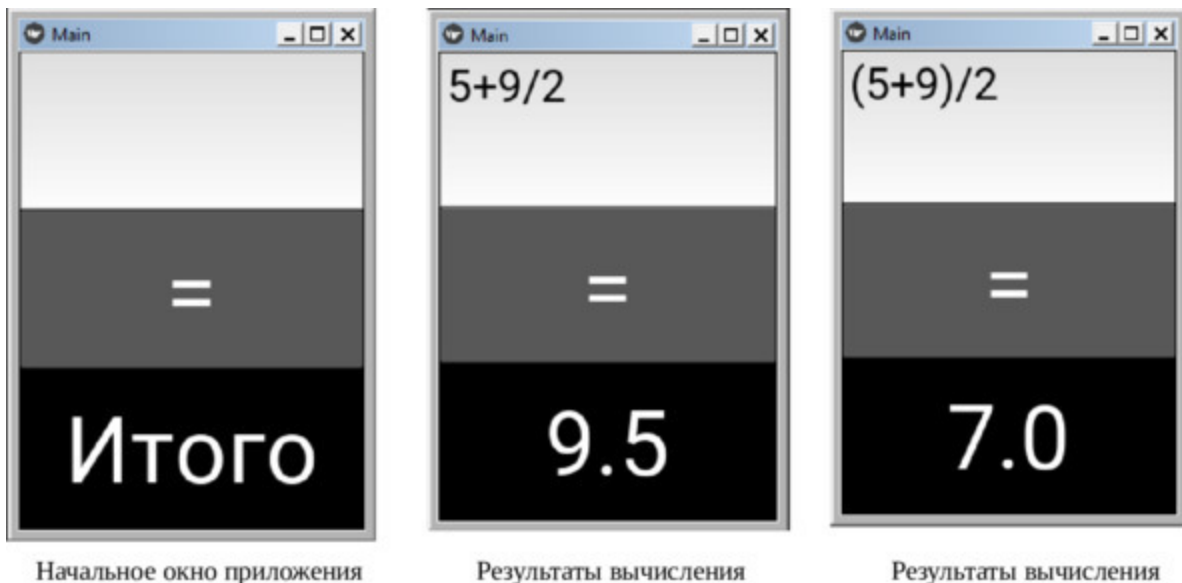 Main
=
Итого
Начальное окно приложения
Main
5+9/2
=
9.5
Результаты вычисления
Main
(5+9)/2
=
7.0
Результаты вычисления